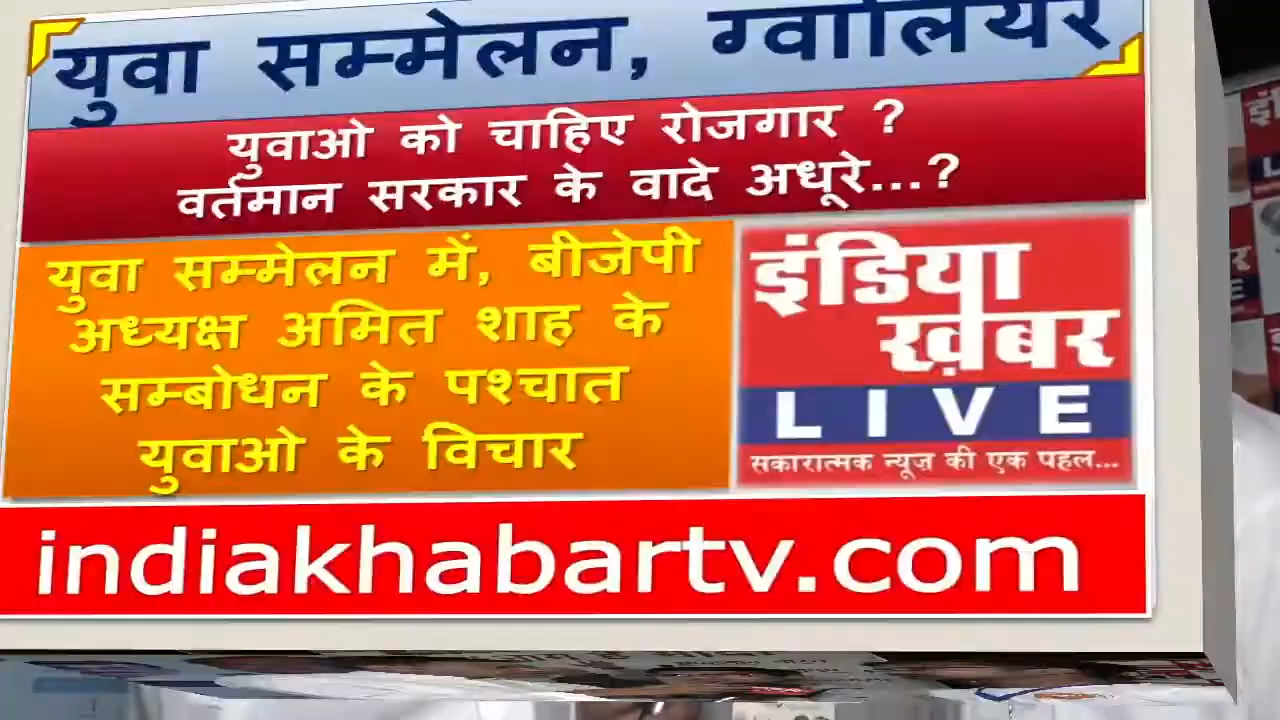 युवा सम्मेलन, ग्वालियर
युवाओ को चाहिए रोजगार ?
वर्तमान सरकार के वादे अधूरे...?
युवा सम्मेलन में, बीजेपी
अध्यक्ष अमित शाह के
सम्बोधन के पश्चात
युवाओ के विचार
इंडिया
ख़बर
LIVE
सकारात्मक न्यूज़ की एक पहल...
indiakhabartv.com